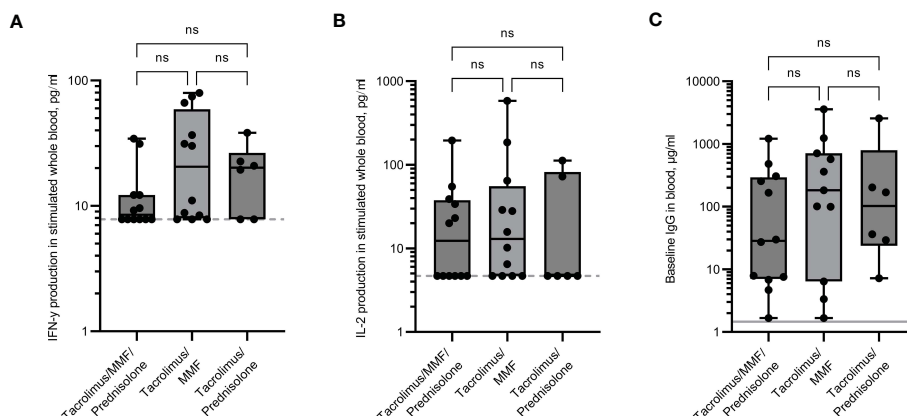 A
B
C
ns
ns
ns
ns
ns
ns
ns
ns
ns
IFN-y production in stimulated whole blood, pg/ml
100
10
1
Tacrolimus/MMF/
Prednisolone
Tacrolimus/
MMF
Tacrolimus/
Prednisolone
IL-2 production in stimulated whole blood, pg/ml
1000
100
10
1
Tacrolimus/MMF/
Prednisolone
Tacrolimus/
MMF
Tacrolimus/
Prednisolone
Baseline IgG in blood, µg/ml
10000
1000
100
10
1
Tacrolimus/MMF/
Prednisolone
Tacrolimus/
MMF
Tacrolimus/
Prednisolone